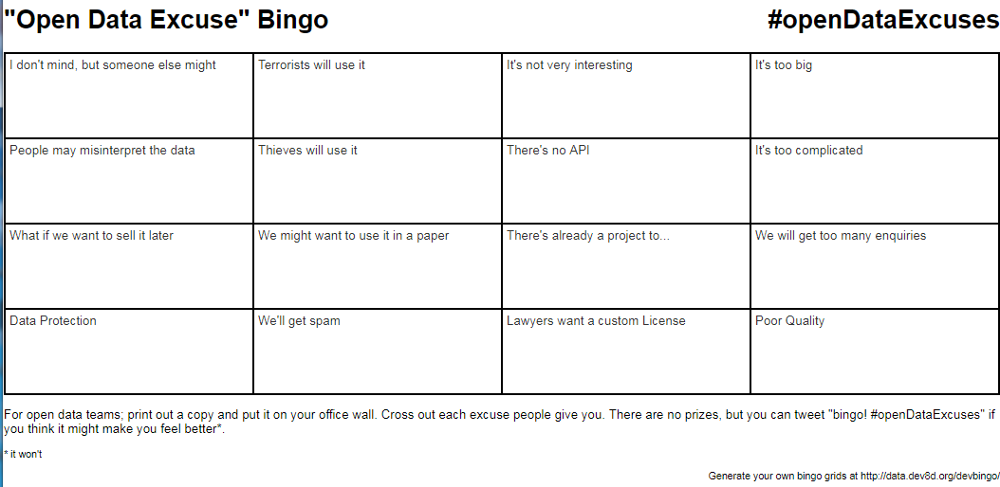 "Open Data Excuse" Bingo #openDataExcuses
I don't mind, but someone else might
Terrorists will use it
It's not very interesting
It's too big
People may misinterpret the data
Thieves will use it
There's no API
It's too complicated
What if we want to sell it later
We might want to use it in a paper
There's already a project to...
We will get too many enquiries
Data Protection
We'll get spam
Lawyers want a custom License
Poor Quality
For open data teams; print out a copy and put it on your office wall. Cross out each excuse people give you. There are no prizes, but you can tweet "bingo! #openDataExcuses" if
you think it might make you feel better*.
* it won't
Generate your own bingo grids at http://data.dev8d.org/devbingo/